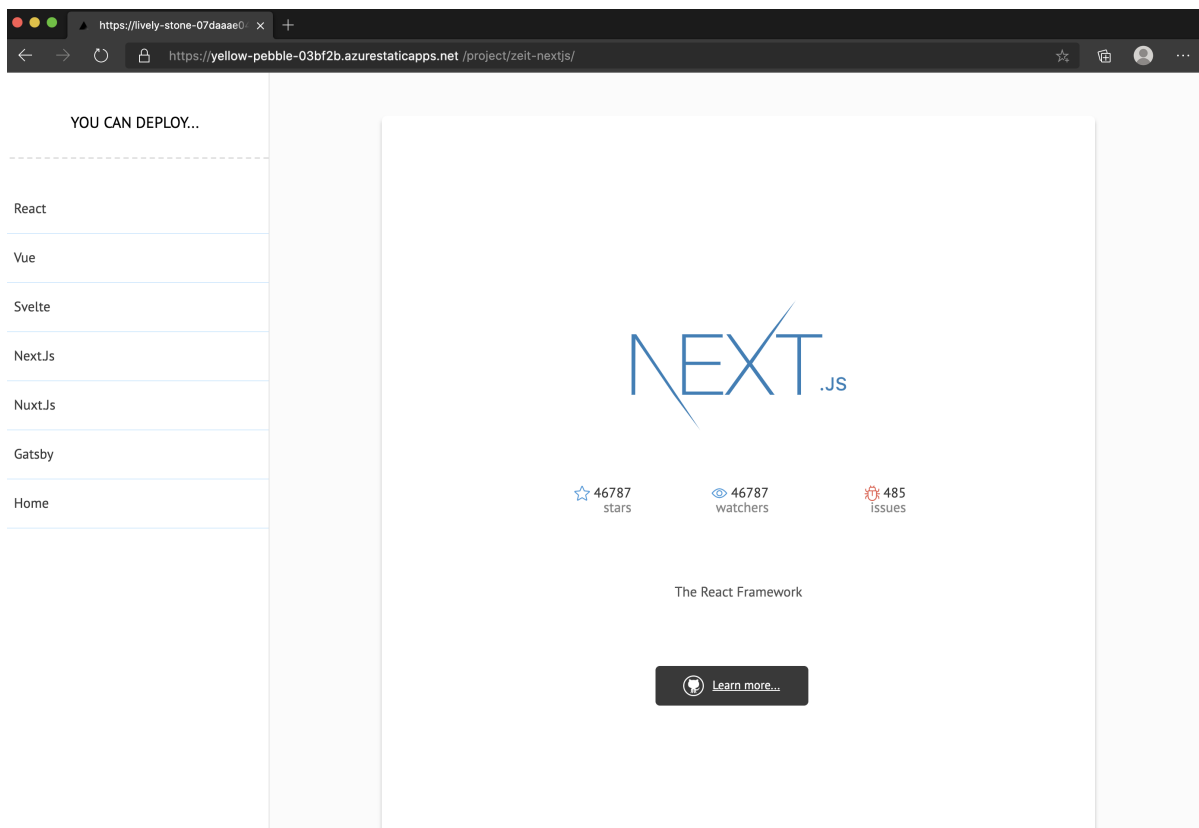 https://lively-stone-07daaae04
https://yellow-pebble-03bf2b.azurestaticapps.net /project/zeit-nextjs/
YOU CAN DEPLOY...
React
Vue
Svelte
Next.Js
Nuxt.Js
Gatsby
Home
NEXT.JS
46787 stars
46787 watchers
485 issues
The React Framework
Learn more...